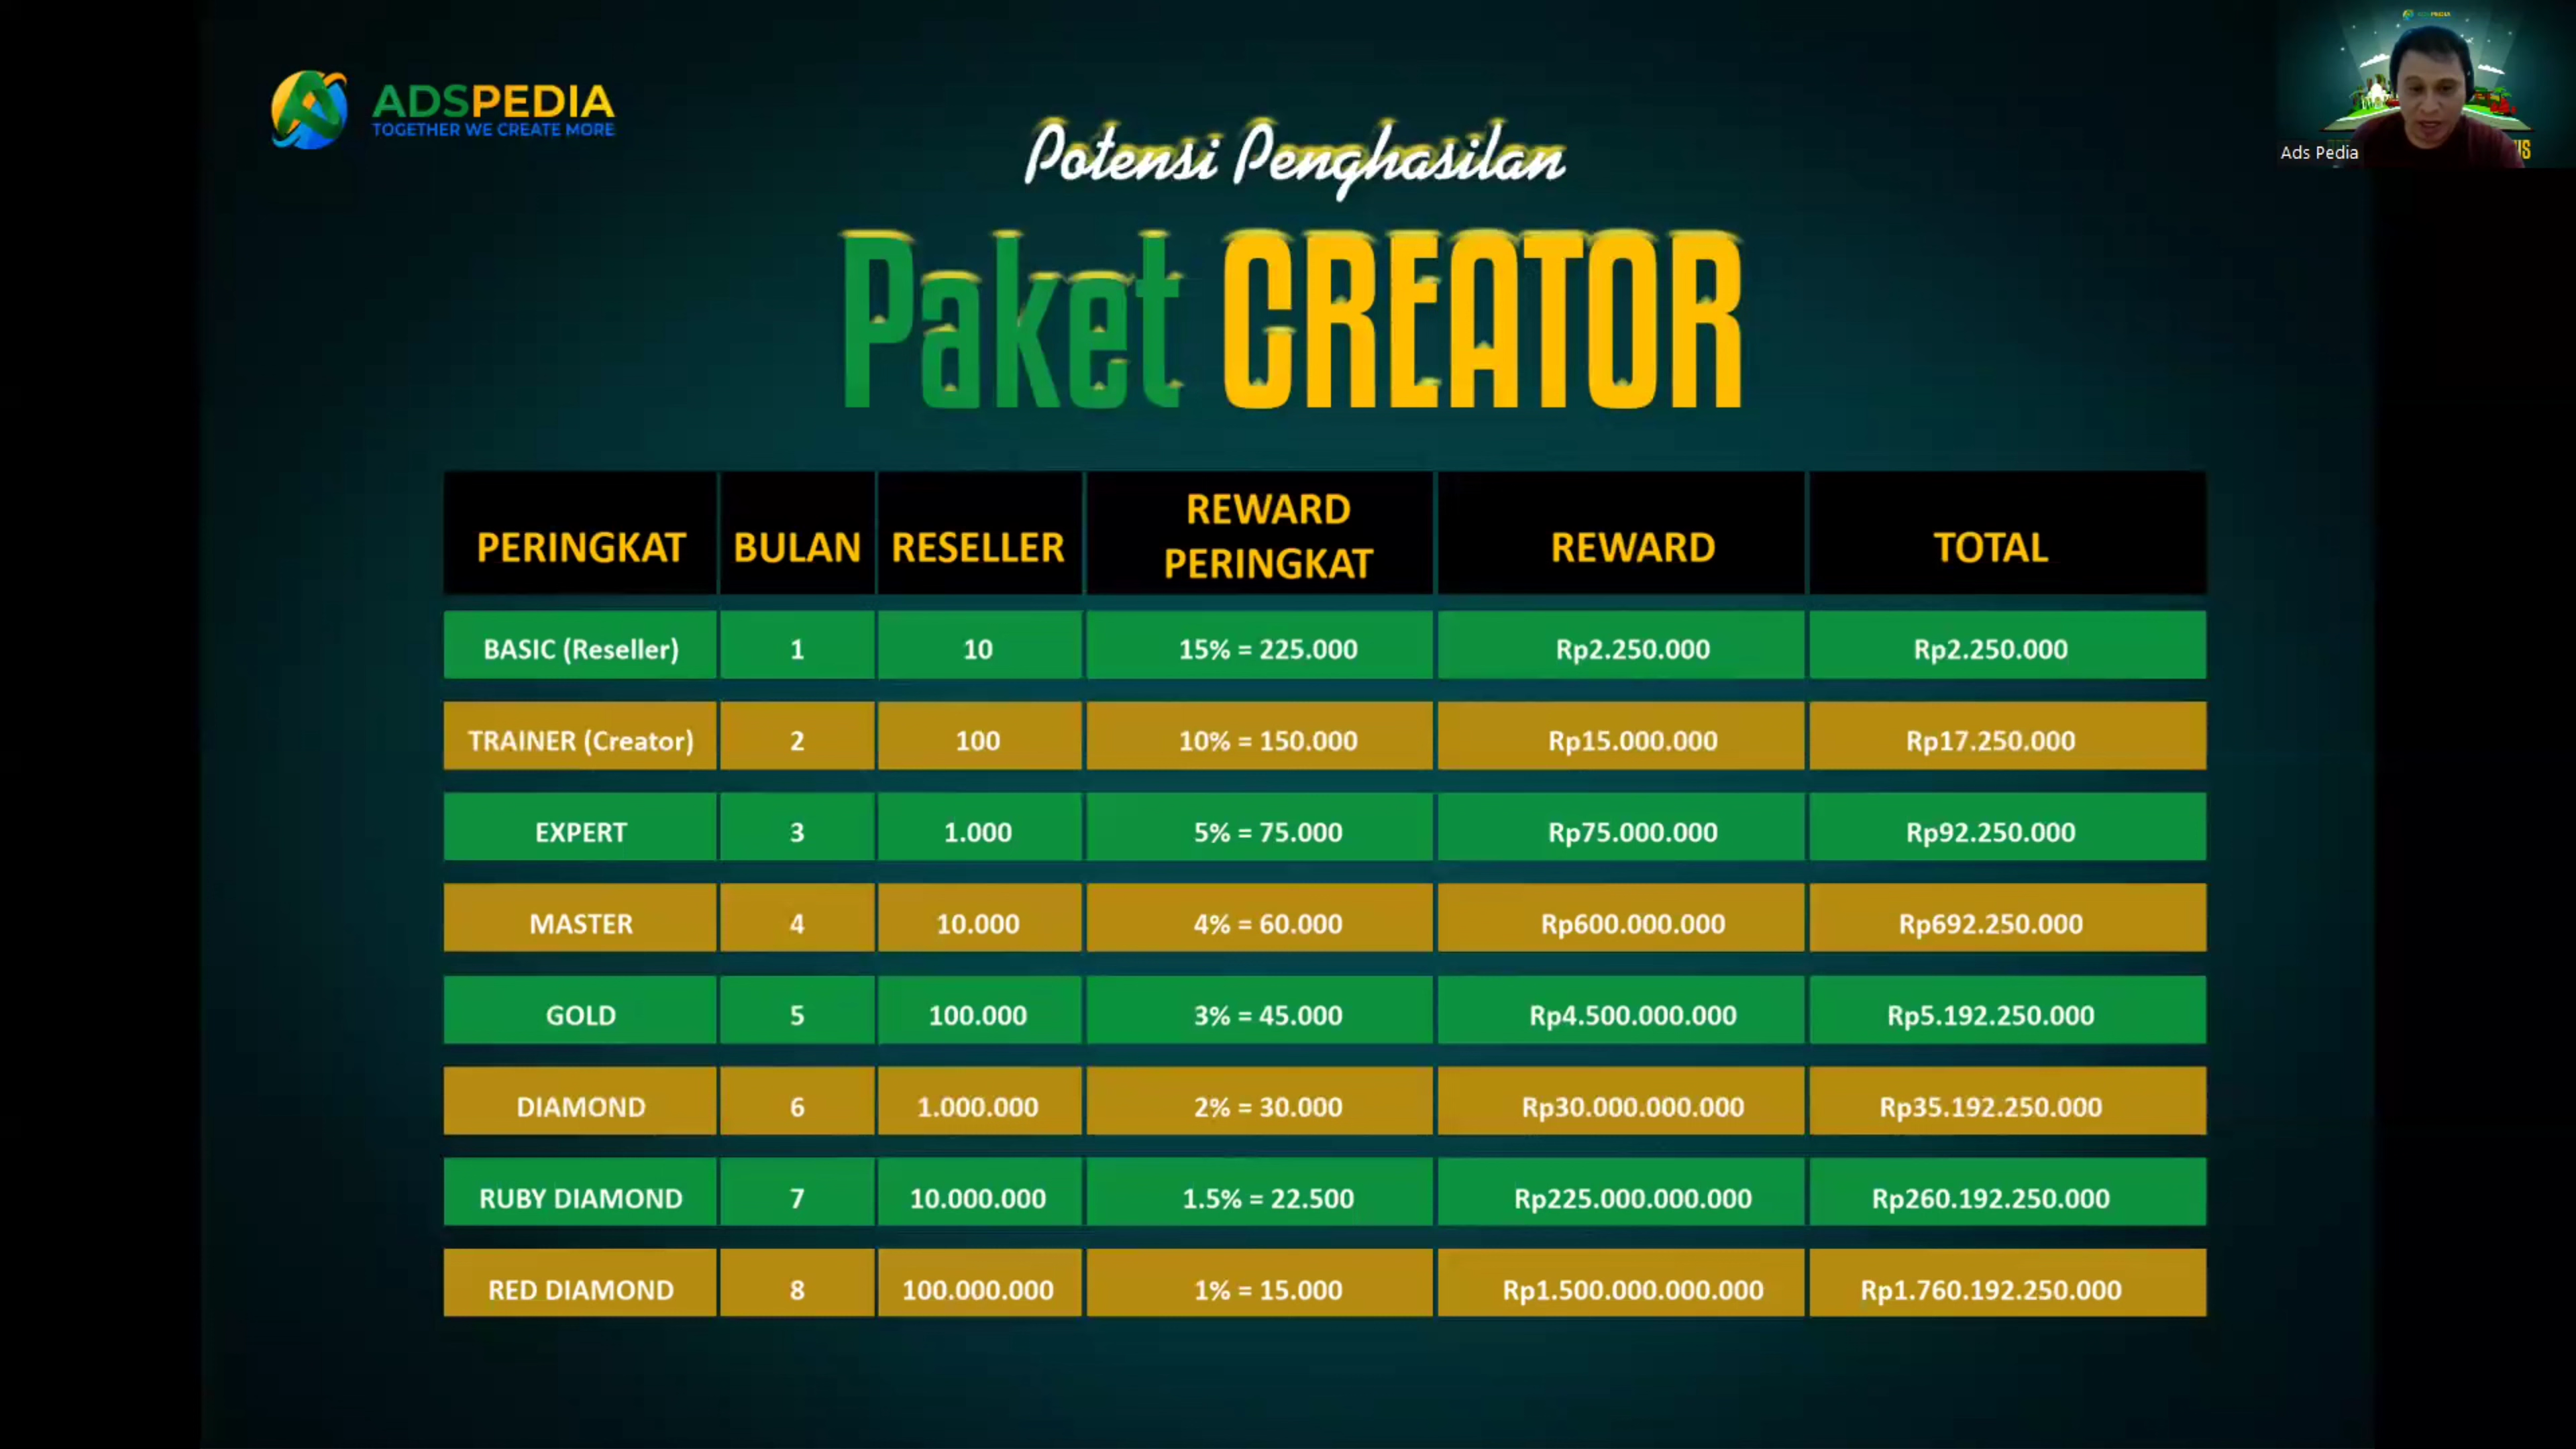 ADSPEDIA
TOGETHER WE CREATE MORE
Ads Pedia
Potensi Penghasilan
Paket CREATOR
PERINGKAT BULAN RESELLER REWARD PERINGKAT REWARD TOTAL
BASIC (Reseller) 1 10 15% = 225.000 Rp2.250.000 Rp2.250.000
TRAINER (Creator) 2 100 10% = 150.000 Rp15.000.000 Rp17.250.000
EXPERT 3 1.000 5% = 75.000 Rp75.000.000 Rp92.250.000
MASTER 4 10.000 4% = 60.000 Rp600.000.000 Rp692.250.000
GOLD 5 100.000 3% = 45.000 Rp4.500.000.000 Rp5.192.250.000
DIAMOND 6 1.000.000 2% = 30.000 Rp30.000.000.000 Rp35.192.250.000
RUBY DIAMOND 7 10.000.000 1.5% = 22.500 Rp225.000.000.000 Rp260.192.250.000
RED DIAMOND 8 100.000.000 1% = 15.000 Rp1.500.000.000.000 Rp1.760.192.250.000